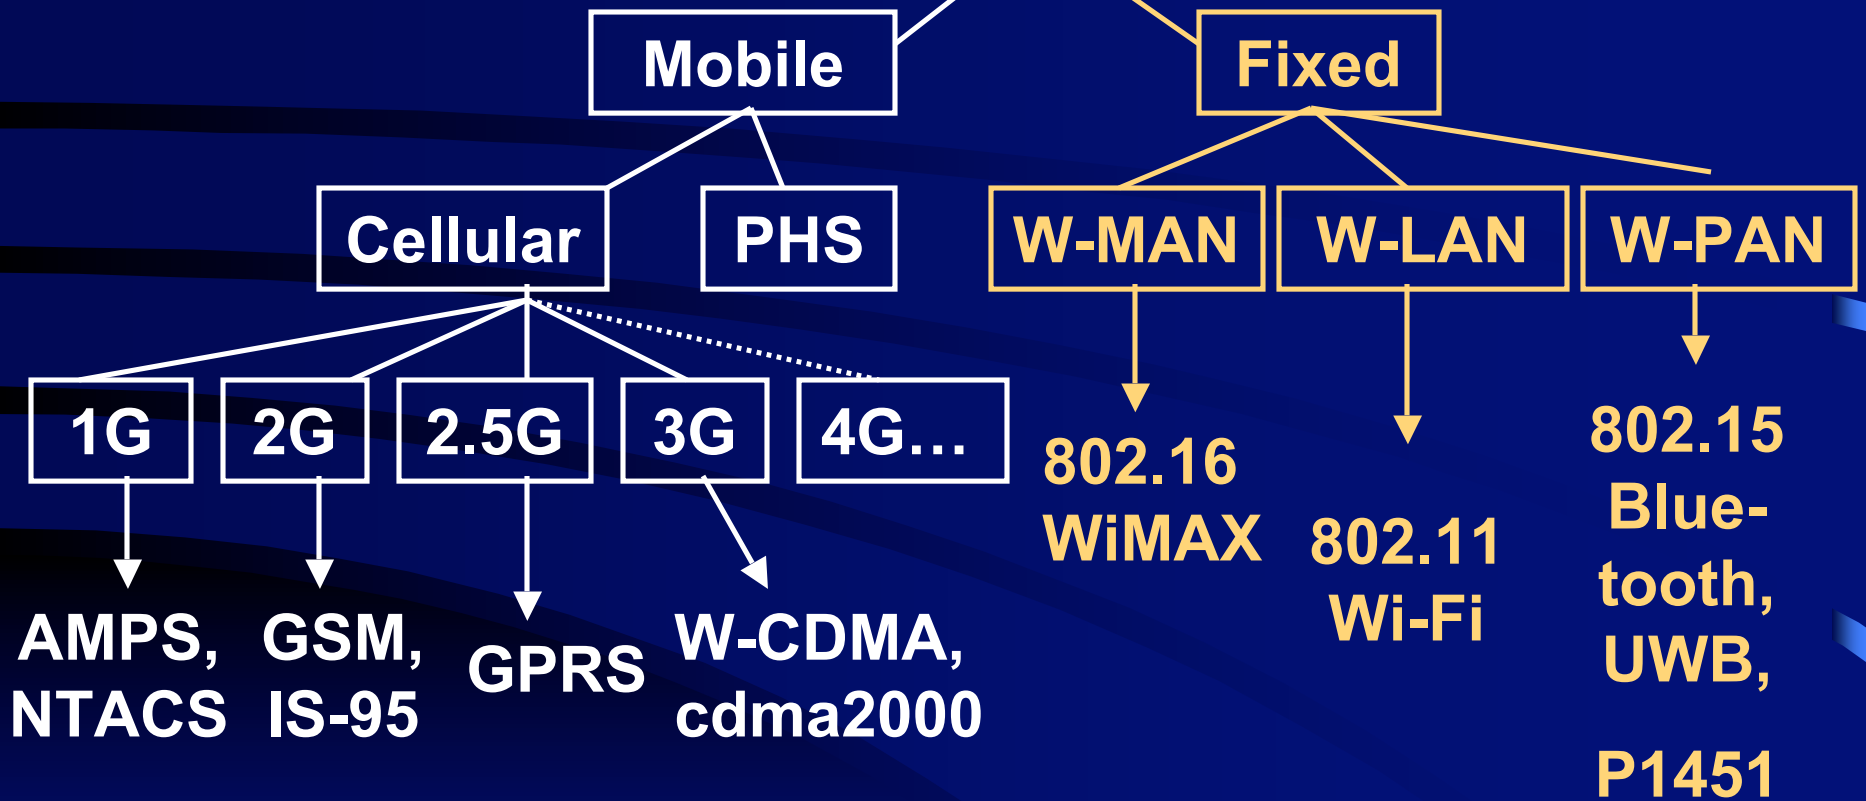 Mobile
Fixed
Cellular
PHS
W-MAN
W-LAN
W-PAN
1G
2G
2.5G
3G
4G...
AMPS,
NTACS
GSM,
IS-95
GPRS
W-CDMA,
cdma2000
802.16
WiMAX
802.11
Wi-Fi
802.15
Blue-
tooth,
UWB,
P1451